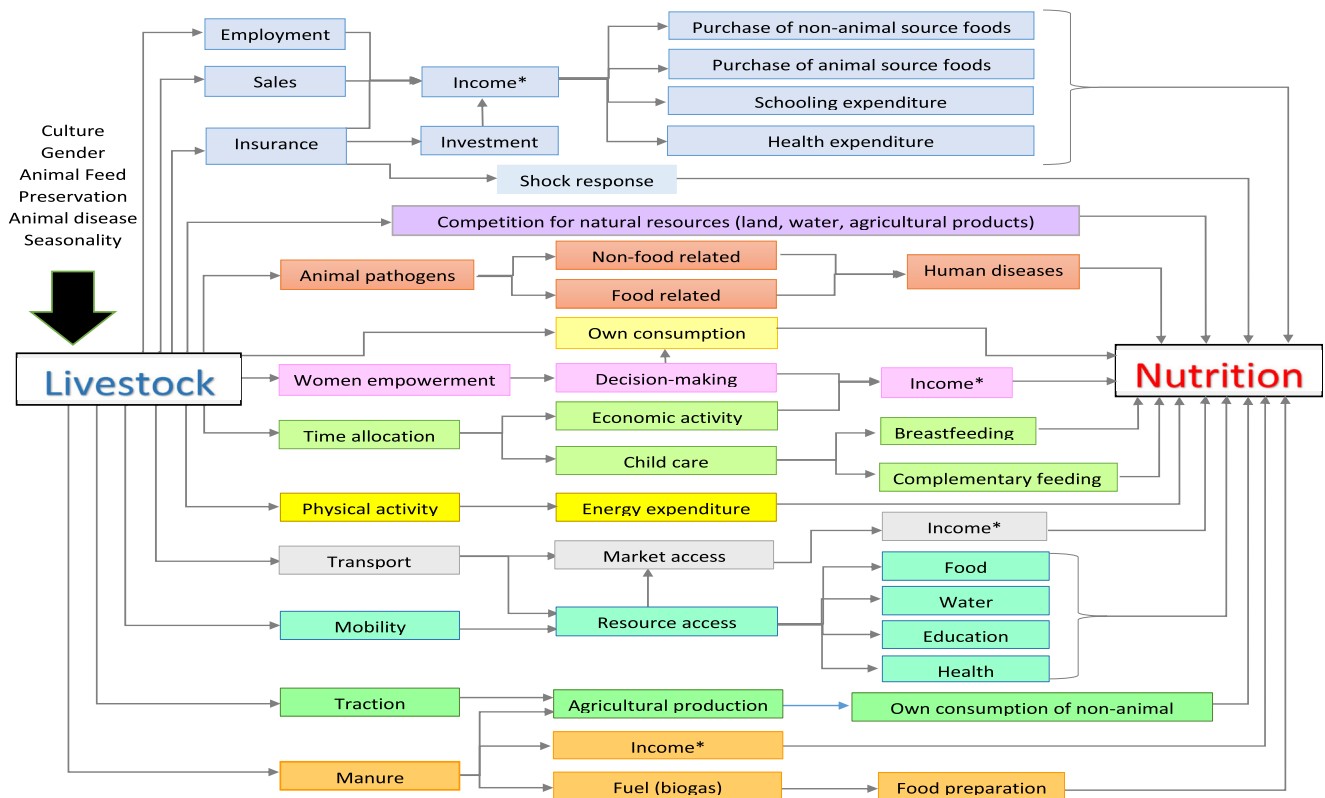 Employment
Sales
Insurance
Income*
Investment
Purchase of non-animal source foods
Purchase of animal source foods
Schooling expenditure
Health expenditure
Shock response
Culture
Gender
Animal Feed
Preservation
Animal disease
Seasonality
Competition for natural resources (land, water, agricultural products)
Animal pathogens
Non-food related
Food related
Human diseases
Own consumption
Livestock
Women empowerment
Decision-making
Income*
Nutrition
Time allocation
Economic activity
Child care
Breastfeeding
Complementary feeding
Physical activity
Energy expenditure
Transport
Market access
Income*
Mobility
Resource access
Food
Water
Education
Health
Traction
Agricultural production
Own consumption of non-animal
Manure
Income*
Fuel (biogas)
Food preparation